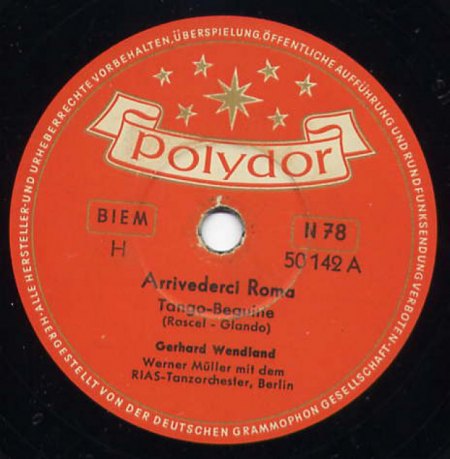 ALLE HERSTELLER-UND URHEBERRECHTE VORBEHALTEN, ÜBERSPIELUNG, ÖFFENTLICHE AUFFÜHRUNG UND RUNDFUNKSENDUNG VERBOTEN·
polydor
BIEM
N 78
H
50 142 A
Arrivederci Roma
Tango-Beguine
(Rascel - Giando)
Gerhard Wendland
Werner Müller mit dem
RIAS-Tanzorchester, Berlin
HERGESTELLT VON DER DEUTSCHEN GRAMMOPHON GESELLSCHAFT·